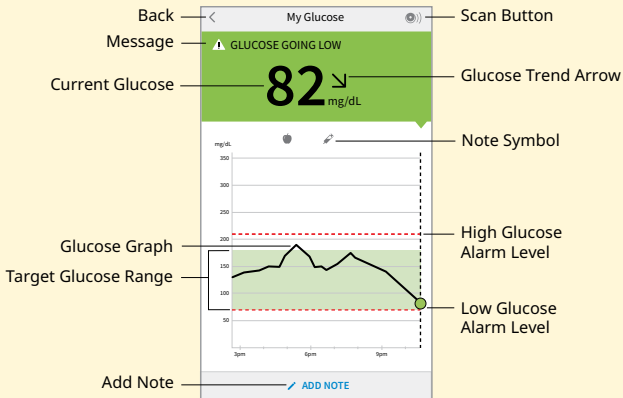 Back
My Glucose
Scan Button
Message
GLUCOSE GOING LOW
Current Glucose
82
mg/dL
Glucose Trend Arrow
Note Symbol
mg/dL
350
300
250
200
150
100
50
Glucose Graph
Target Glucose Range
High Glucose
Alarm Level
Low Glucose
Alarm Level
3pm
6pm
9pm
Add Note
ADD NOTE